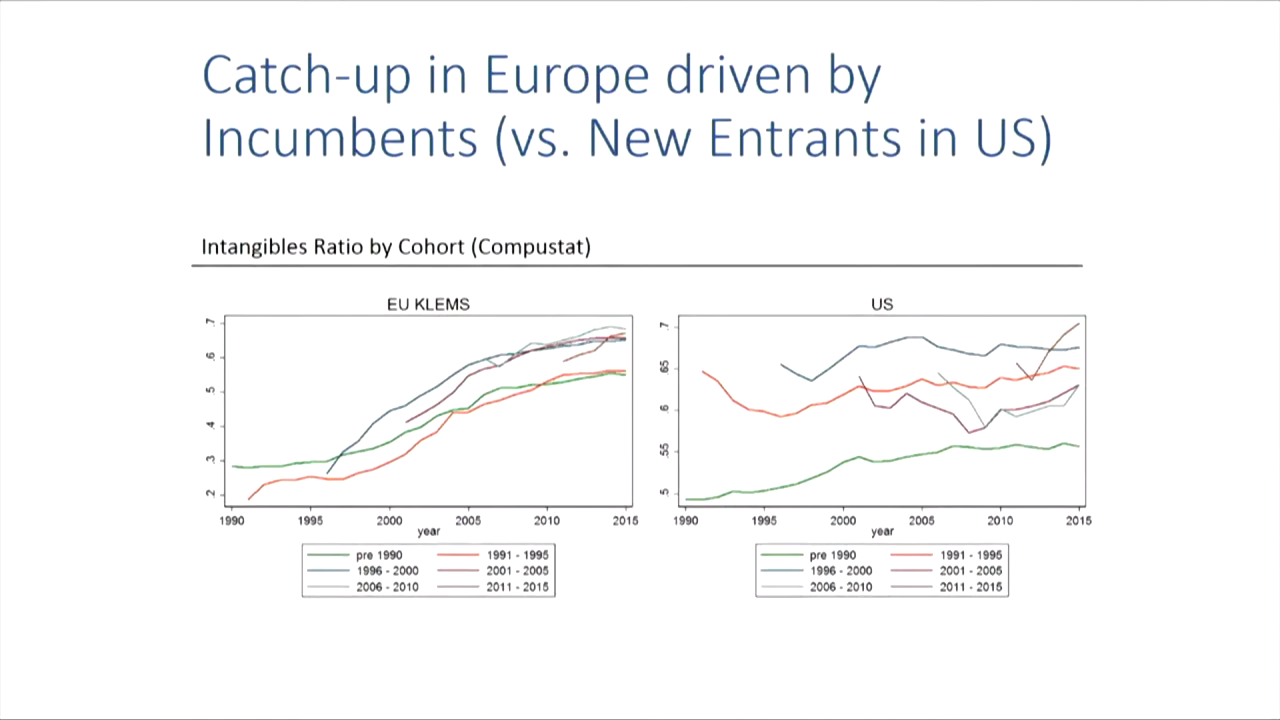 Catch-up in Europe driven by
Incumbents (vs. New Entrants in US)
Intangibles Ratio by Cohort (Compustat)
EU KLEMS
.7
.6
.5
.4
.3
.2
1990 1995 2000 2005 2010 2015
year
pre 1990 1991 - 1995
1996 - 2000 2001 - 2005
2006 - 2010 2011 - 2015
US
.7
.65
.6
.55
.5
1990 1995 2000 2005 2010 2015
year
pre 1990 1991 - 1995
1996 - 2000 2001 - 2005
2006 - 2010 2011 - 2015